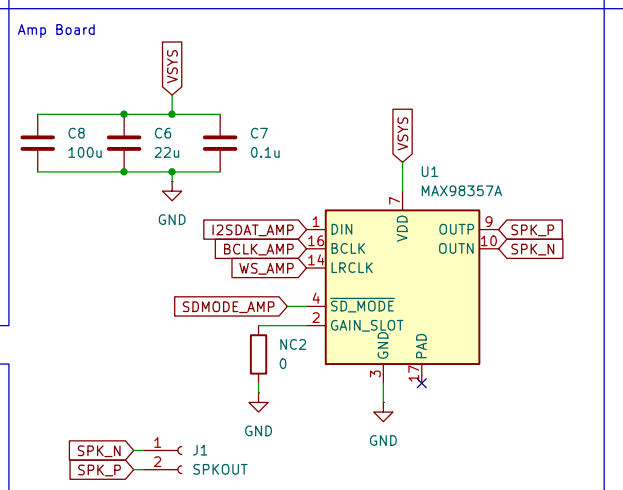 Amp Board
VSYS
C8
100u
C6
22u
C7
0.1u
GND
VSYS
U1
MAX98357A
7
VDD
I2SDAT_AMP 1 DIN
BCLK_AMP 16 BCLK
WS_AMP 14 LRCLK
OUTP 9 SPK_P
OUTN 10 SPK_N
SDMODE_AMP 4 SD_MODE
2 GAIN_SLOT
GND
PAD
3
17
NC2
0
GND
GND
SPK_N 1 J1
SPK_P 2 SPKOUT